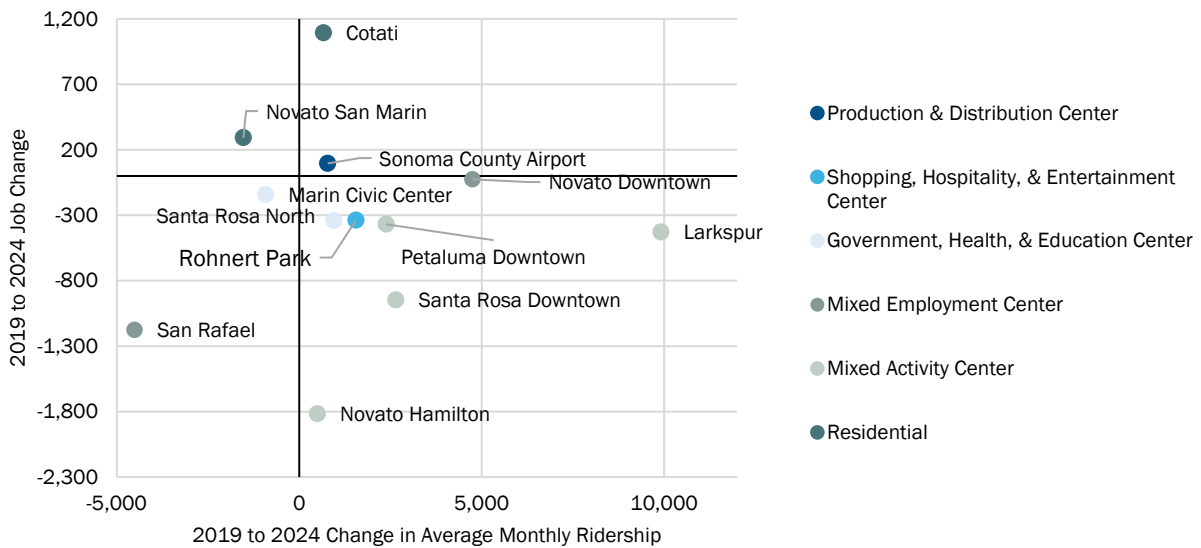 1,200
700
200
-300
-800
-1,300
-1,800
-2,300
2019 to 2024 Job Change
Cotati
Novato San Marin
Sonoma County Airport
Novato Downtown
Marin Civic Center
Santa Rosa North
Larkspur
Rohnert Park
Petaluma Downtown
Santa Rosa Downtown
San Rafael
Novato Hamilton
-5,000
0
5,000
10,000
2019 to 2024 Change in Average Monthly Ridership
Production & Distribution Center
Shopping, Hospitality, & Entertainment
Center
Government, Health, & Education Center
Mixed Employment Center
Mixed Activity Center
Residential